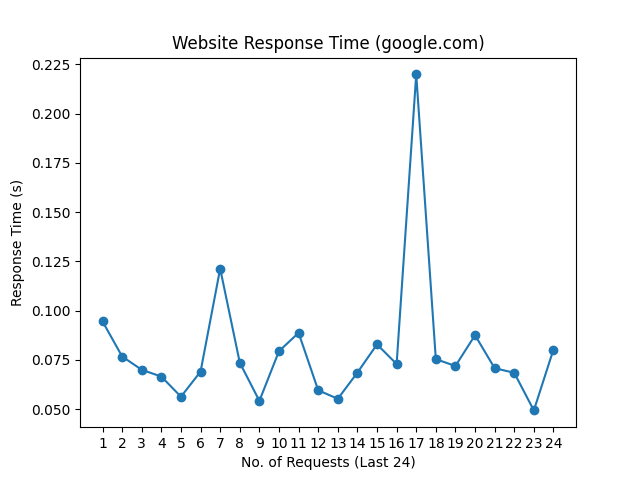 Website Response Time (google.com)
0.225
0.200
0.175
0.150
0.125
0.100
0.075
0.050
Response Time (s)
1 2 3 4 5 6 7 8 9 10 11 12 13 14 15 16 17 18 19 20 21 22 23 24
No. of Requests (Last 24)